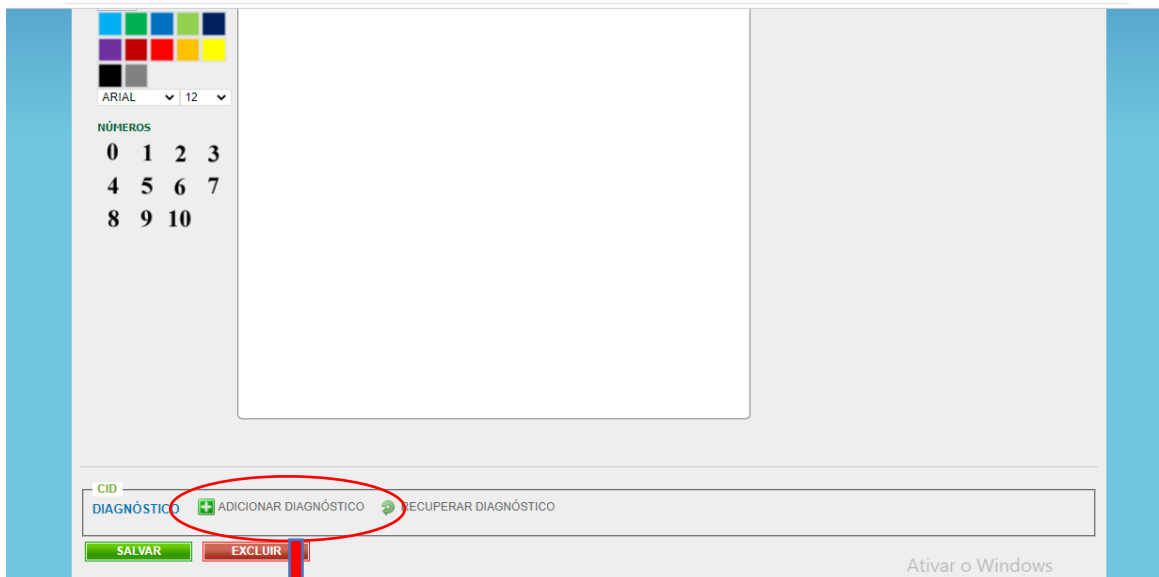 ARIAL 12
NÚMEROS
0 1 2 3
4 5 6 7
8 9 10
CID
DIAGNÓSTICO ADICIONAR DIAGNÓSTICO RECUPERAR DIAGNÓSTICO
SALVAR EXCLUIR
Ativar o Windows